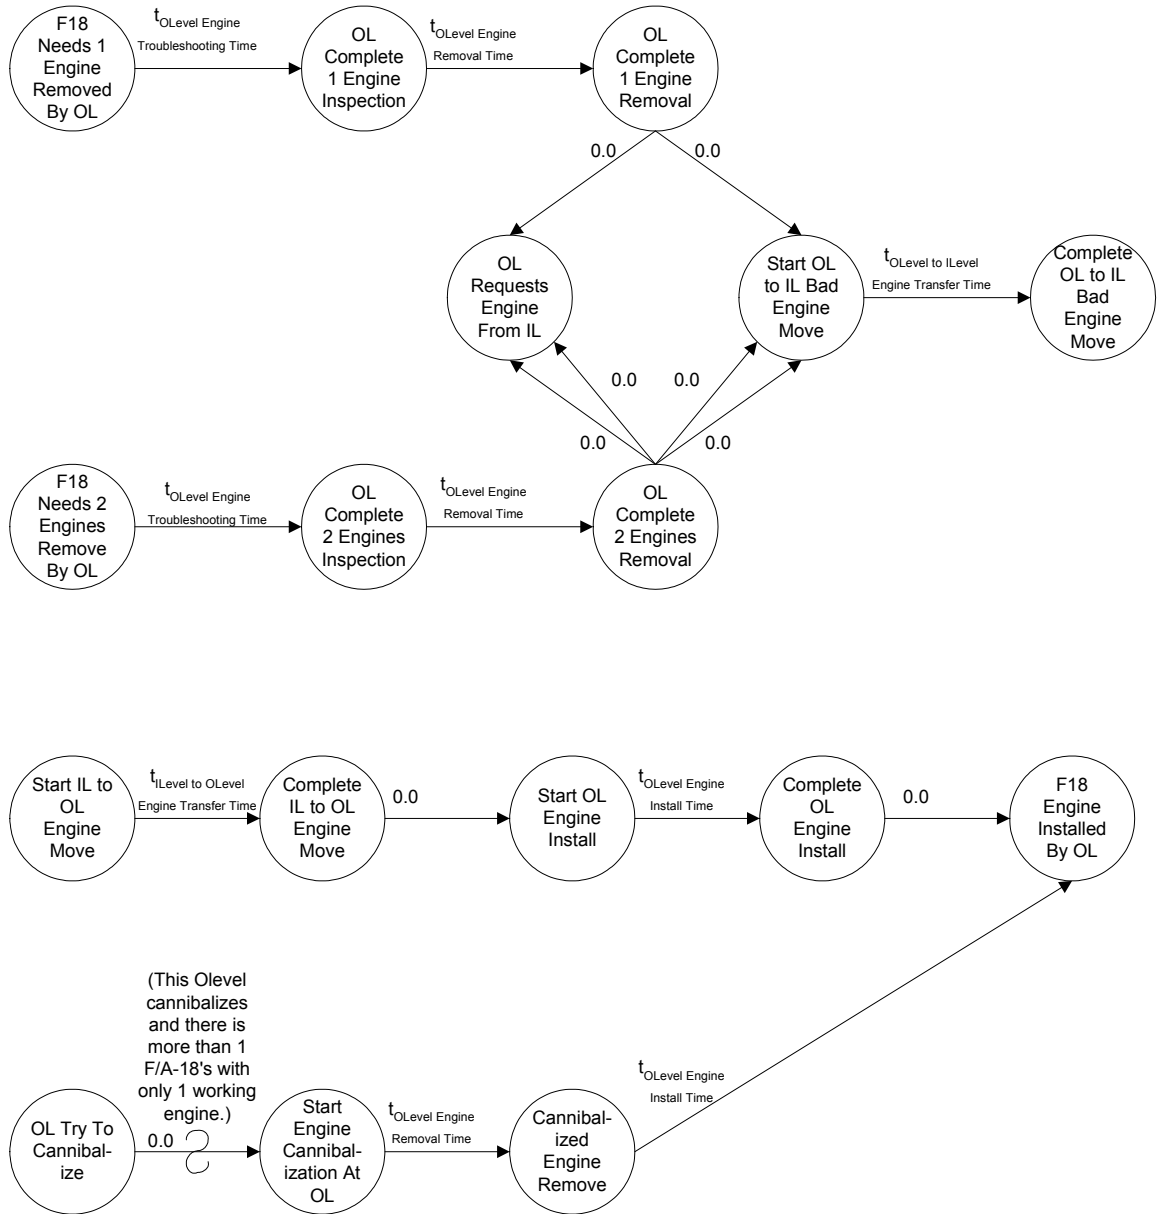 F18
Needs 1
Engine
Removed
By OL
tOLevel Engine
Troubleshooting Time
OL
Complete
1 Engine
Inspection
tOLevel Engine
Removal Time
OL
Complete
1 Engine
Removal
0.0
0.0
OL
Requests
Engine
From IL
Start OL
to IL Bad
Engine
Move
tOLevel to ILevel
Engine Transfer Time
Complete
OL to IL
Bad
Engine
Move
0.0
0.0
0.0
0.0
F18
Needs 2
Engines
Remove
By OL
tOLevel Engine
Troubleshooting Time
OL
Complete
2 Engines
Inspection
tOLevel Engine
Removal Time
OL
Complete
2 Engines
Removal
Start IL to
OL
Engine
Move
tILevel to OLevel
Engine Transfer Time
Complete
IL to OL
Engine
Move
0.0
Start OL
Engine
Install
tOLevel Engine
Install Time
Complete
OL
Engine
Install
0.0
F18
Engine
Installed
By OL
(This Olevel
cannibalizes
and there is
more than 1
F/A-18's with
only 1 working
engine.)
OL Try To
Cannibal-
ize
0.0
Start
Engine
Cannibal-
ization At
OL
tOLevel Engine
Removal Time
Cannibal-
ized
Engine
Remove
tOLevel Engine
Install Time